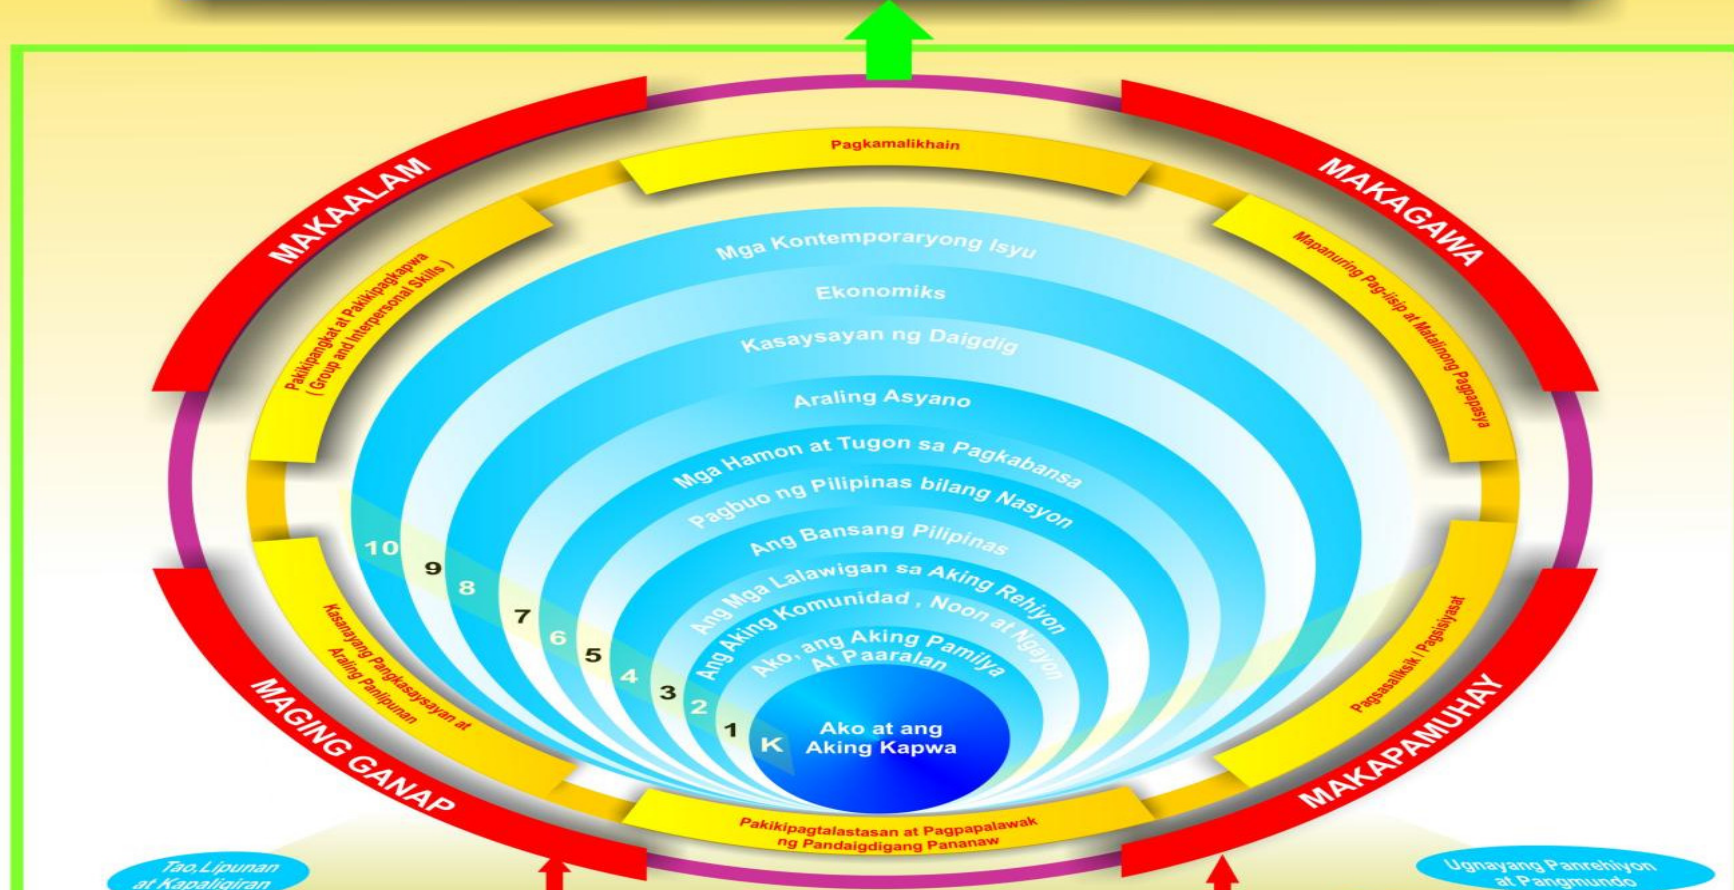 Pagkamalikhain
MAKAALAM
MAKAGAWA
Pakikipangkat at Pakikipagkapwa
( Group and Interpersonal Skills )
Mapanuring Pag-iisip at Matalinong Pagpapasya
Mga Kontemporaryong Isyu
Ekonomiks
Kasaysayan ng Daigdig
Araling Asyano
Mga Hamon at Tugon sa Pagkabansa
Pagbuo ng Pilipinas bilang Nasyon
Ang Bansang Pilipinas
Ang Mga Lalawigan sa Aking Rehiyon
Ang Aking Komunidad , Noon at Ngayon
Ako, ang Aking Pamilya
At Paaralan
Ako at ang
Aking Kapwa
10
9
8
7
6
5
4
3
2
1
K
Kasanayang Pangkasaysayan at
Araling Panlipunan
Pagsasaliksik / Pagsisiyasat
MAGING GANAP
MAKAPAMUHAY
Pakikipagtalastasan at Pagpapalawak
ng Pandaigdigang Pananaw
Tao,Lipunan
at Kapaligiran
Ugnayang Panrehiyon
at Pangmundo